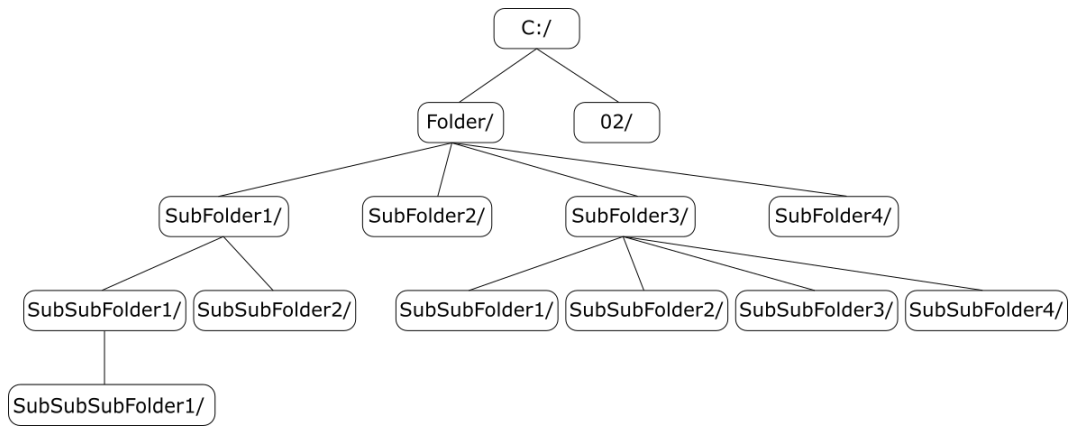 C:/
Folder/
02/
SubFolder1/
SubFolder2/
SubFolder3/
SubFolder4/
SubSubFolder1/
SubSubFolder2/
SubSubFolder1/
SubSubFolder2/
SubSubFolder3/
SubSubFolder4/
SubSubSubFolder1/